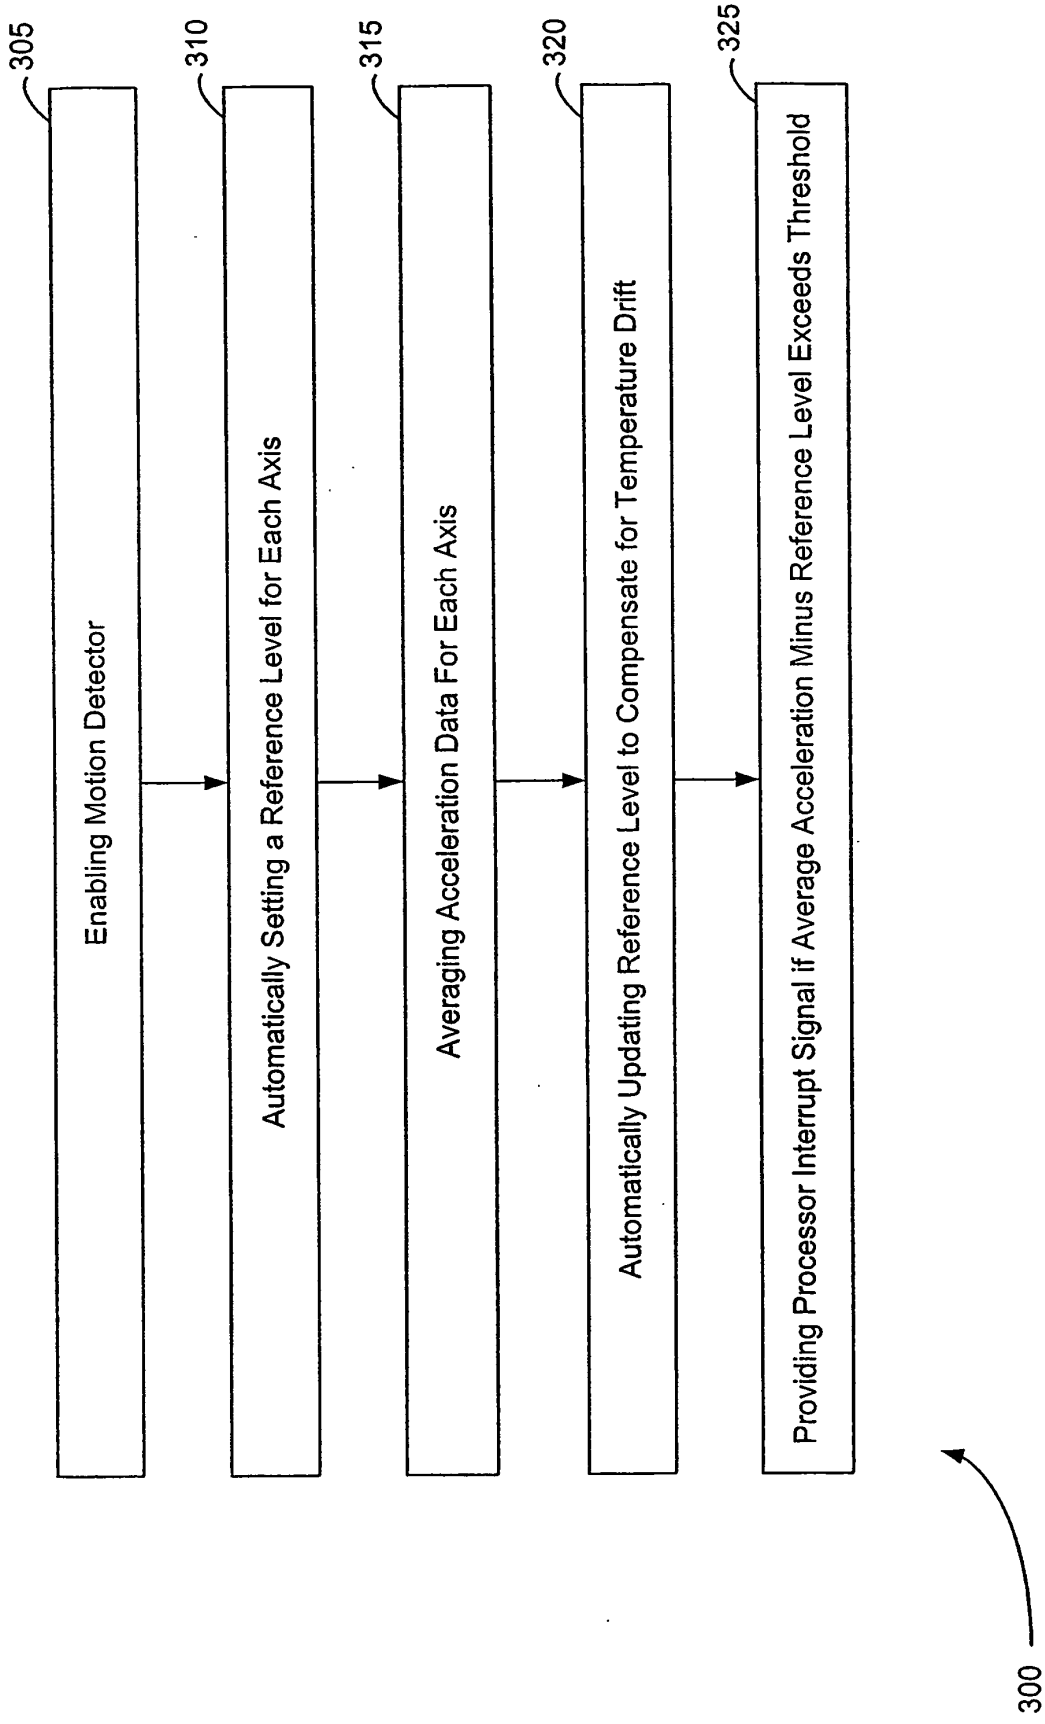 305
Enabling Motion Detector
310
Automatically Setting a Reference Level for Each Axis
315
Averaging Acceleration Data For Each Axis
320
Automatically Updating Reference Level to Compensate for Temperature Drift
325
Providing Processor Interrupt Signal if Average Acceleration Minus Reference Level Exceeds Threshold
300